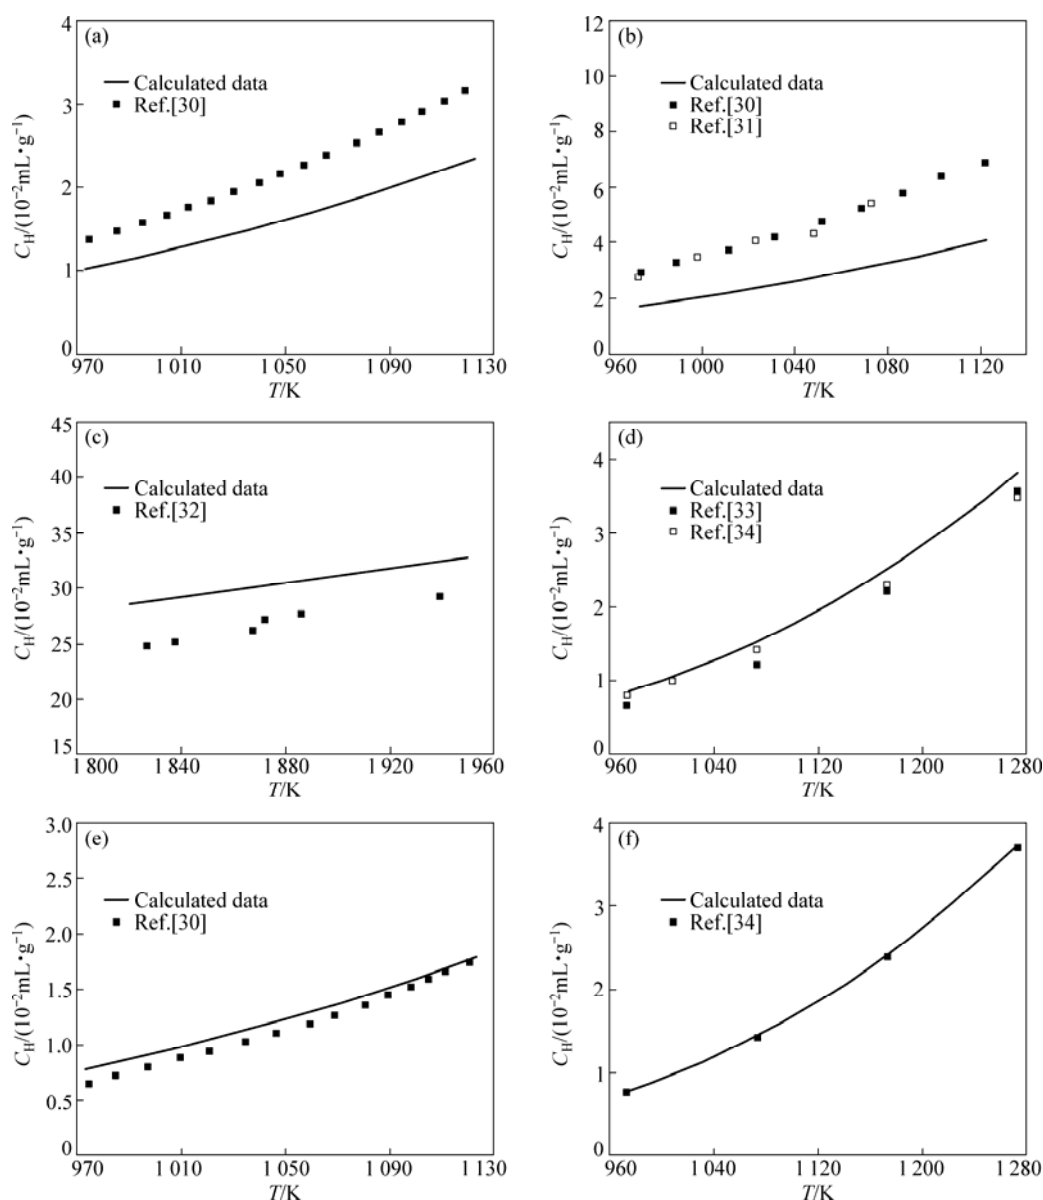 (a)
Calculated data
Ref.[30]
C_H/(10⁻²mL•g⁻¹)
4
3
2
1
0
970
1 010
1 050
1 090
1 130
T/K
(b)
Calculated data
Ref.[30]
Ref.[31]
C_H/(10⁻²mL•g⁻¹)
12
10
8
6
4
2
0
960
1 000
1 040
1 080
1 120
T/K
(c)
Calculated data
Ref.[32]
C_H/(10⁻²mL•g⁻¹)
45
40
35
30
25
20
15
1 800
1 840
1 880
1 920
1 960
T/K
(d)
Calculated data
Ref.[33]
Ref.[34]
C_H/(10⁻²mL•g⁻¹)
4
3
2
1
0
960
1 040
1 120
1 200
1 280
T/K
(e)
Calculated data
Ref.[30]
C_H/(10⁻²mL•g⁻¹)
3.0
2.5
2.0
1.5
1.0
0.5
0
970
1 010
1 050
1 090
1 130
T/K
(f)
Calculated data
Ref.[34]
C_H/(10⁻²mL•g⁻¹)
4
3
2
1
0
960
1 040
1 120
1 200
1 280
T/K